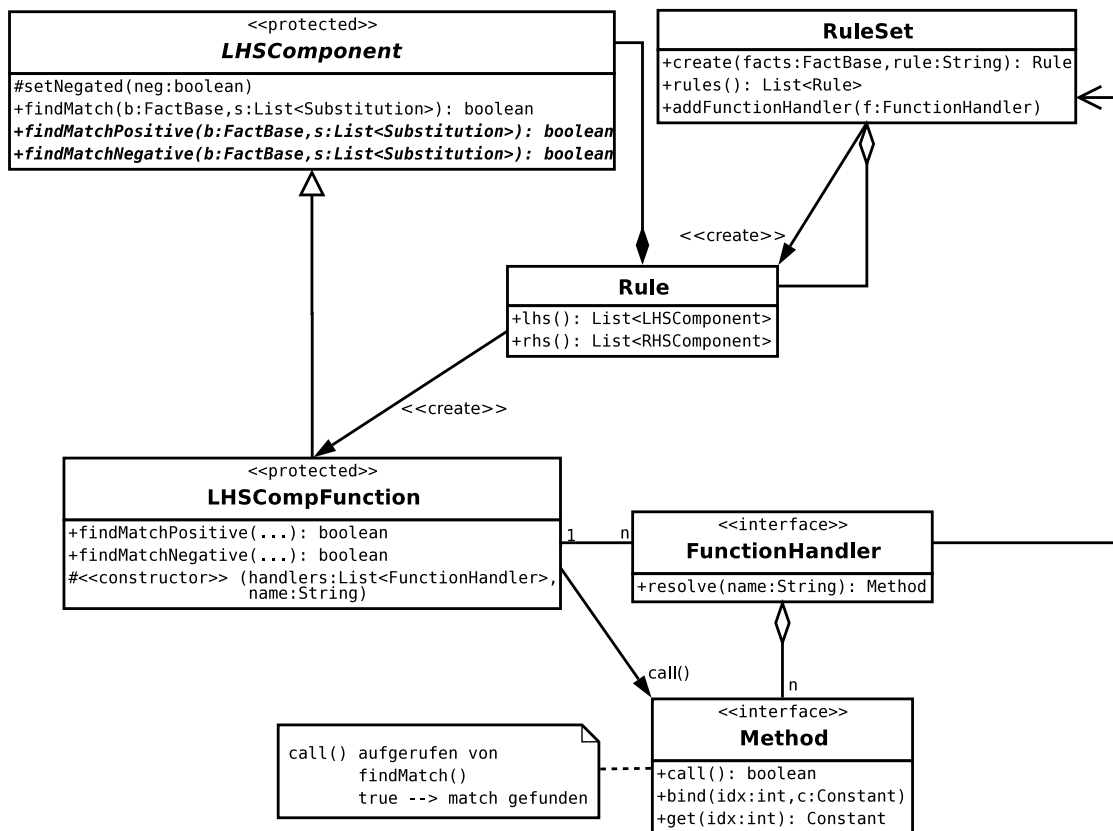 <<protected>>
LHSComponent
#setNegated(neg:boolean)
+findMatch(b:FactBase,s:List<Substitution>): boolean
+findMatchPositive(b:FactBase,s:List<Substitution>): boolean
+findMatchNegative(b:FactBase,s:List<Substitution>): boolean
RuleSet
+create(facts:FactBase,rule:String): Rule
+rules(): List<Rule>
+addFunctionHandler(f:FunctionHandler)
<<create>>
Rule
+lhs(): List<LHSComponent>
+rhs(): List<RHSComponent>
<<create>>
<<protected>>
LHSCompFunction
+findMatchPositive(...): boolean
+findMatchNegative(...): boolean
#<<constructor>> (handlers:List<FunctionHandler>,
name:String)
1
n
<<interface>>
FunctionHandler
+resolve(name:String): Method
call()
n
<<interface>>
Method
+call(): boolean
+bind(idx:int,c:Constant)
+get(idx:int): Constant
call() aufgerufen von
findMatch()
true --> match gefunden